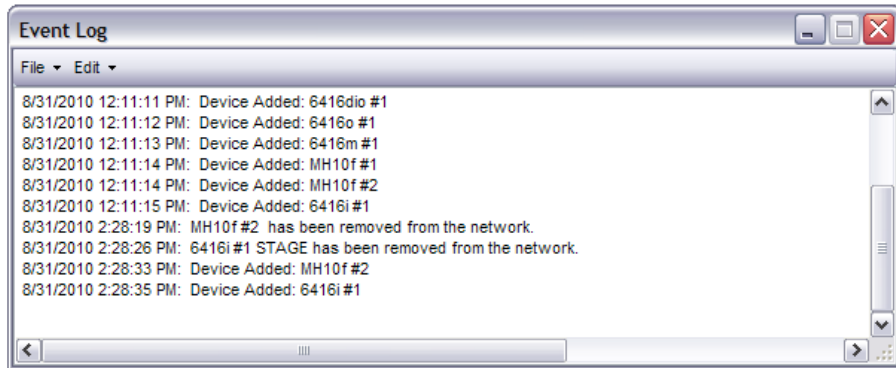 Event Log
File Edit
8/31/2010 12:11:11 PM: Device Added: 6416dio #1
8/31/2010 12:11:12 PM: Device Added: 6416o #1
8/31/2010 12:11:13 PM: Device Added: 6416m #1
8/31/2010 12:11:14 PM: Device Added: MH10f #1
8/31/2010 12:11:14 PM: Device Added: MH10f #2
8/31/2010 12:11:15 PM: Device Added: 6416i #1
8/31/2010 2:28:19 PM: MH10f #2 has been removed from the network.
8/31/2010 2:28:26 PM: 6416i #1 STAGE has been removed from the network.
8/31/2010 2:28:33 PM: Device Added: MH10f #2
8/31/2010 2:28:35 PM: Device Added: 6416i #1